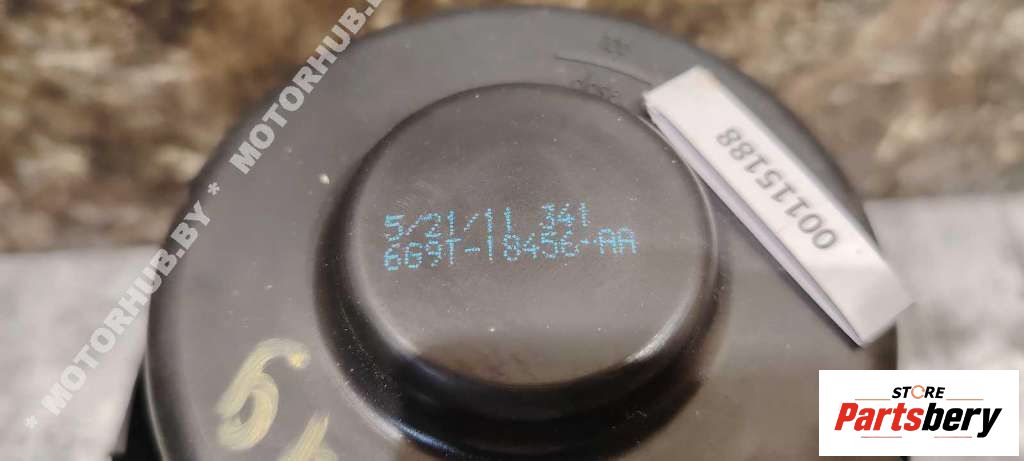 * MOTORHUB.BY * MOTORHUB.BY
5/21/11 341
6G9T-18456-AA
00115188
STORE
Partsbery